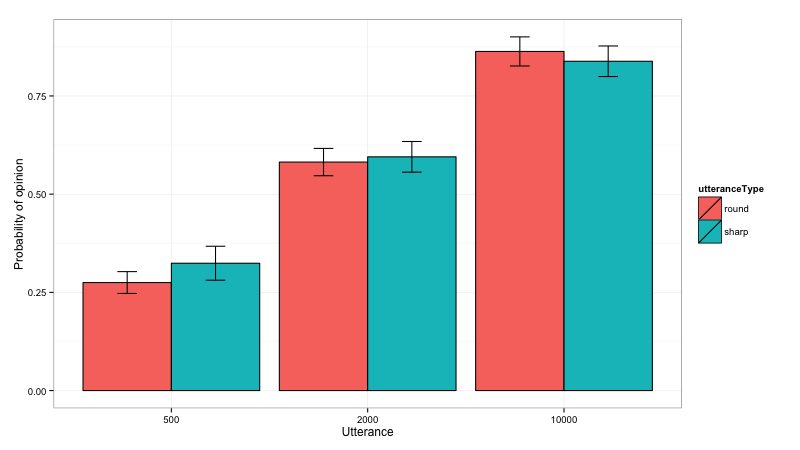 Probability of opinion
0.75
0.50
0.25
0.00
500
2000
10000
Utterance
utteranceType
round
sharp